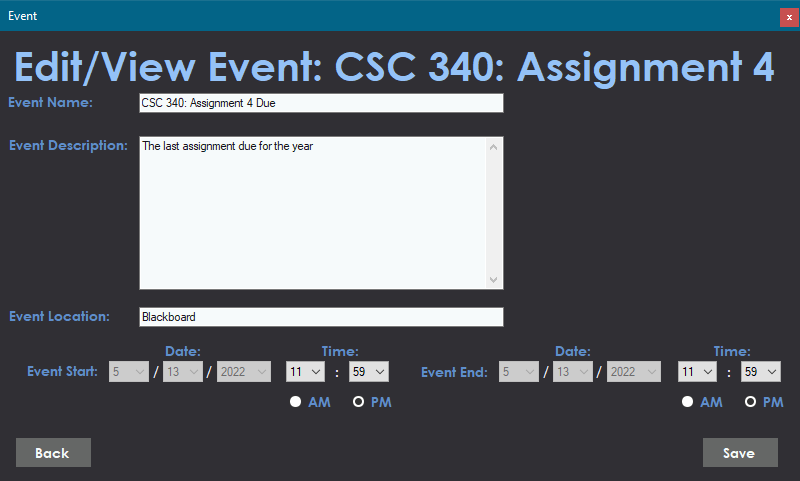 Event
x
Edit/View Event: CSC 340: Assignment 4
Event Name: CSC 340: Assignment 4 Due
Event Description: The last assignment due for the year
Event Location: Blackboard
Date: Time: Date: Time:
Event Start: 5 / 13 / 2022 11 : 59 Event End: 5 / 13 / 2022 11 : 59
AM PM AM PM
Back Save